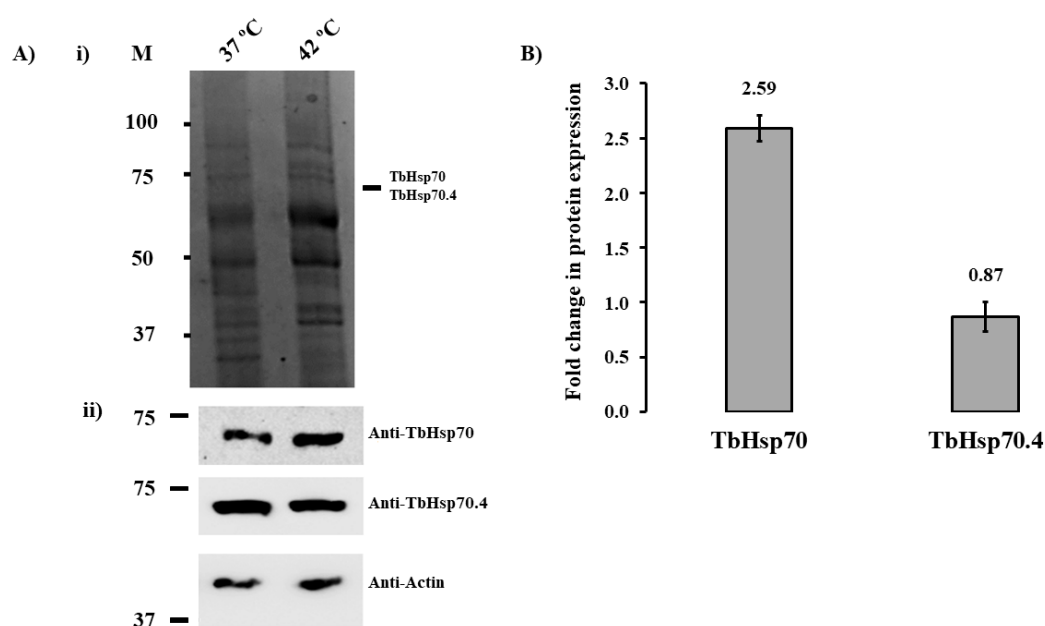 A) i) M 37 ºC 42 ºC
100
75
50
37
TbHsp70
TbHsp70.4
ii)
75
Anti-TbHsp70
75
Anti-TbHsp70.4
Anti-Actin
37
B)
Fold change in protein expression
3.0
2.5
2.0
1.5
1.0
0.5
0.0
2.59
0.87
TbHsp70 TbHsp70.4